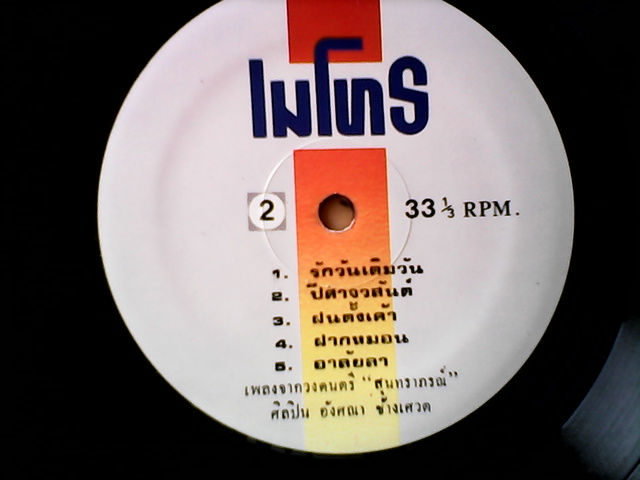 เมโทร
2
33 ⅓ RPM.
1. รักวันเติมวัน
2. ปีศาจวสันต์
3. ฝนตั้งเค้า
4. ฝากหมอน
5. อาลัยลา
เพลงจากวงดนตรี "สุนทราภรณ์"
ศิลปิน อังศณา ช้างเศวต